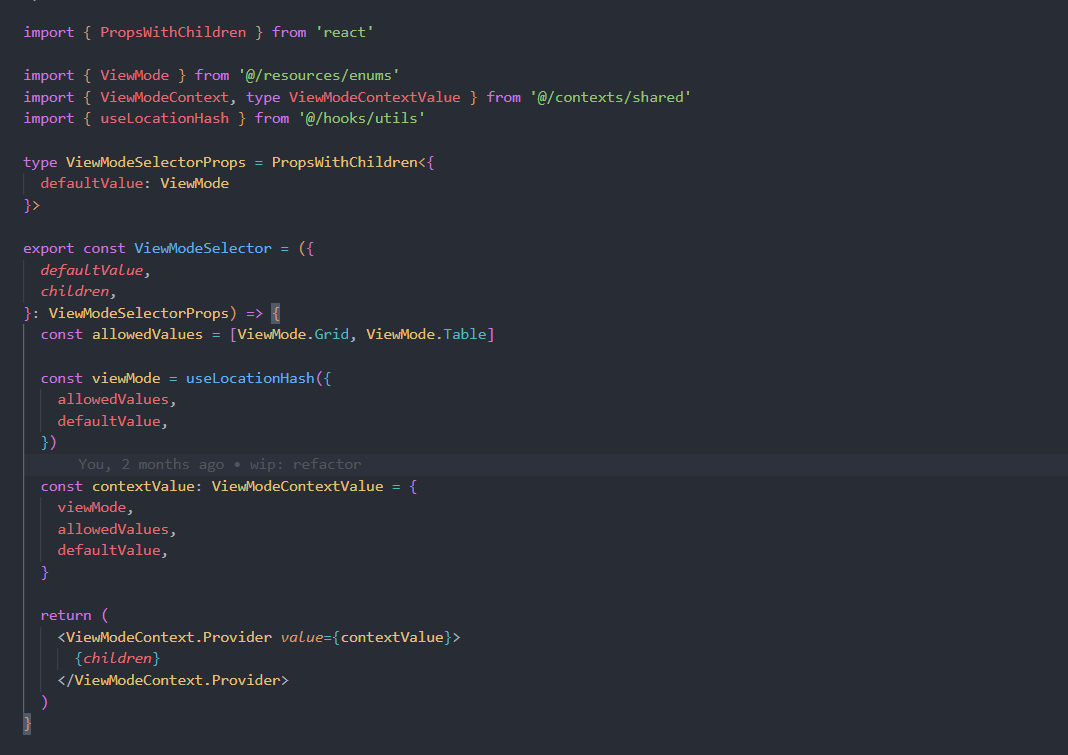 import { PropsWithChildren } from 'react'
import { ViewMode } from '@/resources/enums'
import { ViewModeContext, type ViewModeContextValue } from '@/contexts/shared'
import { useLocationHash } from '@/hooks/utils'
type ViewModeSelectorProps = PropsWithChildren<{
  defaultValue: ViewMode
}>
export const ViewModeSelector = ({
  defaultValue,
  children,
}: ViewModeSelectorProps) => {
  const allowedValues = [ViewMode.Grid, ViewMode.Table]
  const viewMode = useLocationHash({
    allowedValues,
    defaultValue,
  })
You, 2 months ago • wip: refactor
  const contextValue: ViewModeContextValue = {
    viewMode,
    allowedValues,
    defaultValue,
  }
  return (
    <ViewModeContext.Provider value={contextValue}>
      {children}
    </ViewModeContext.Provider>
  )
}